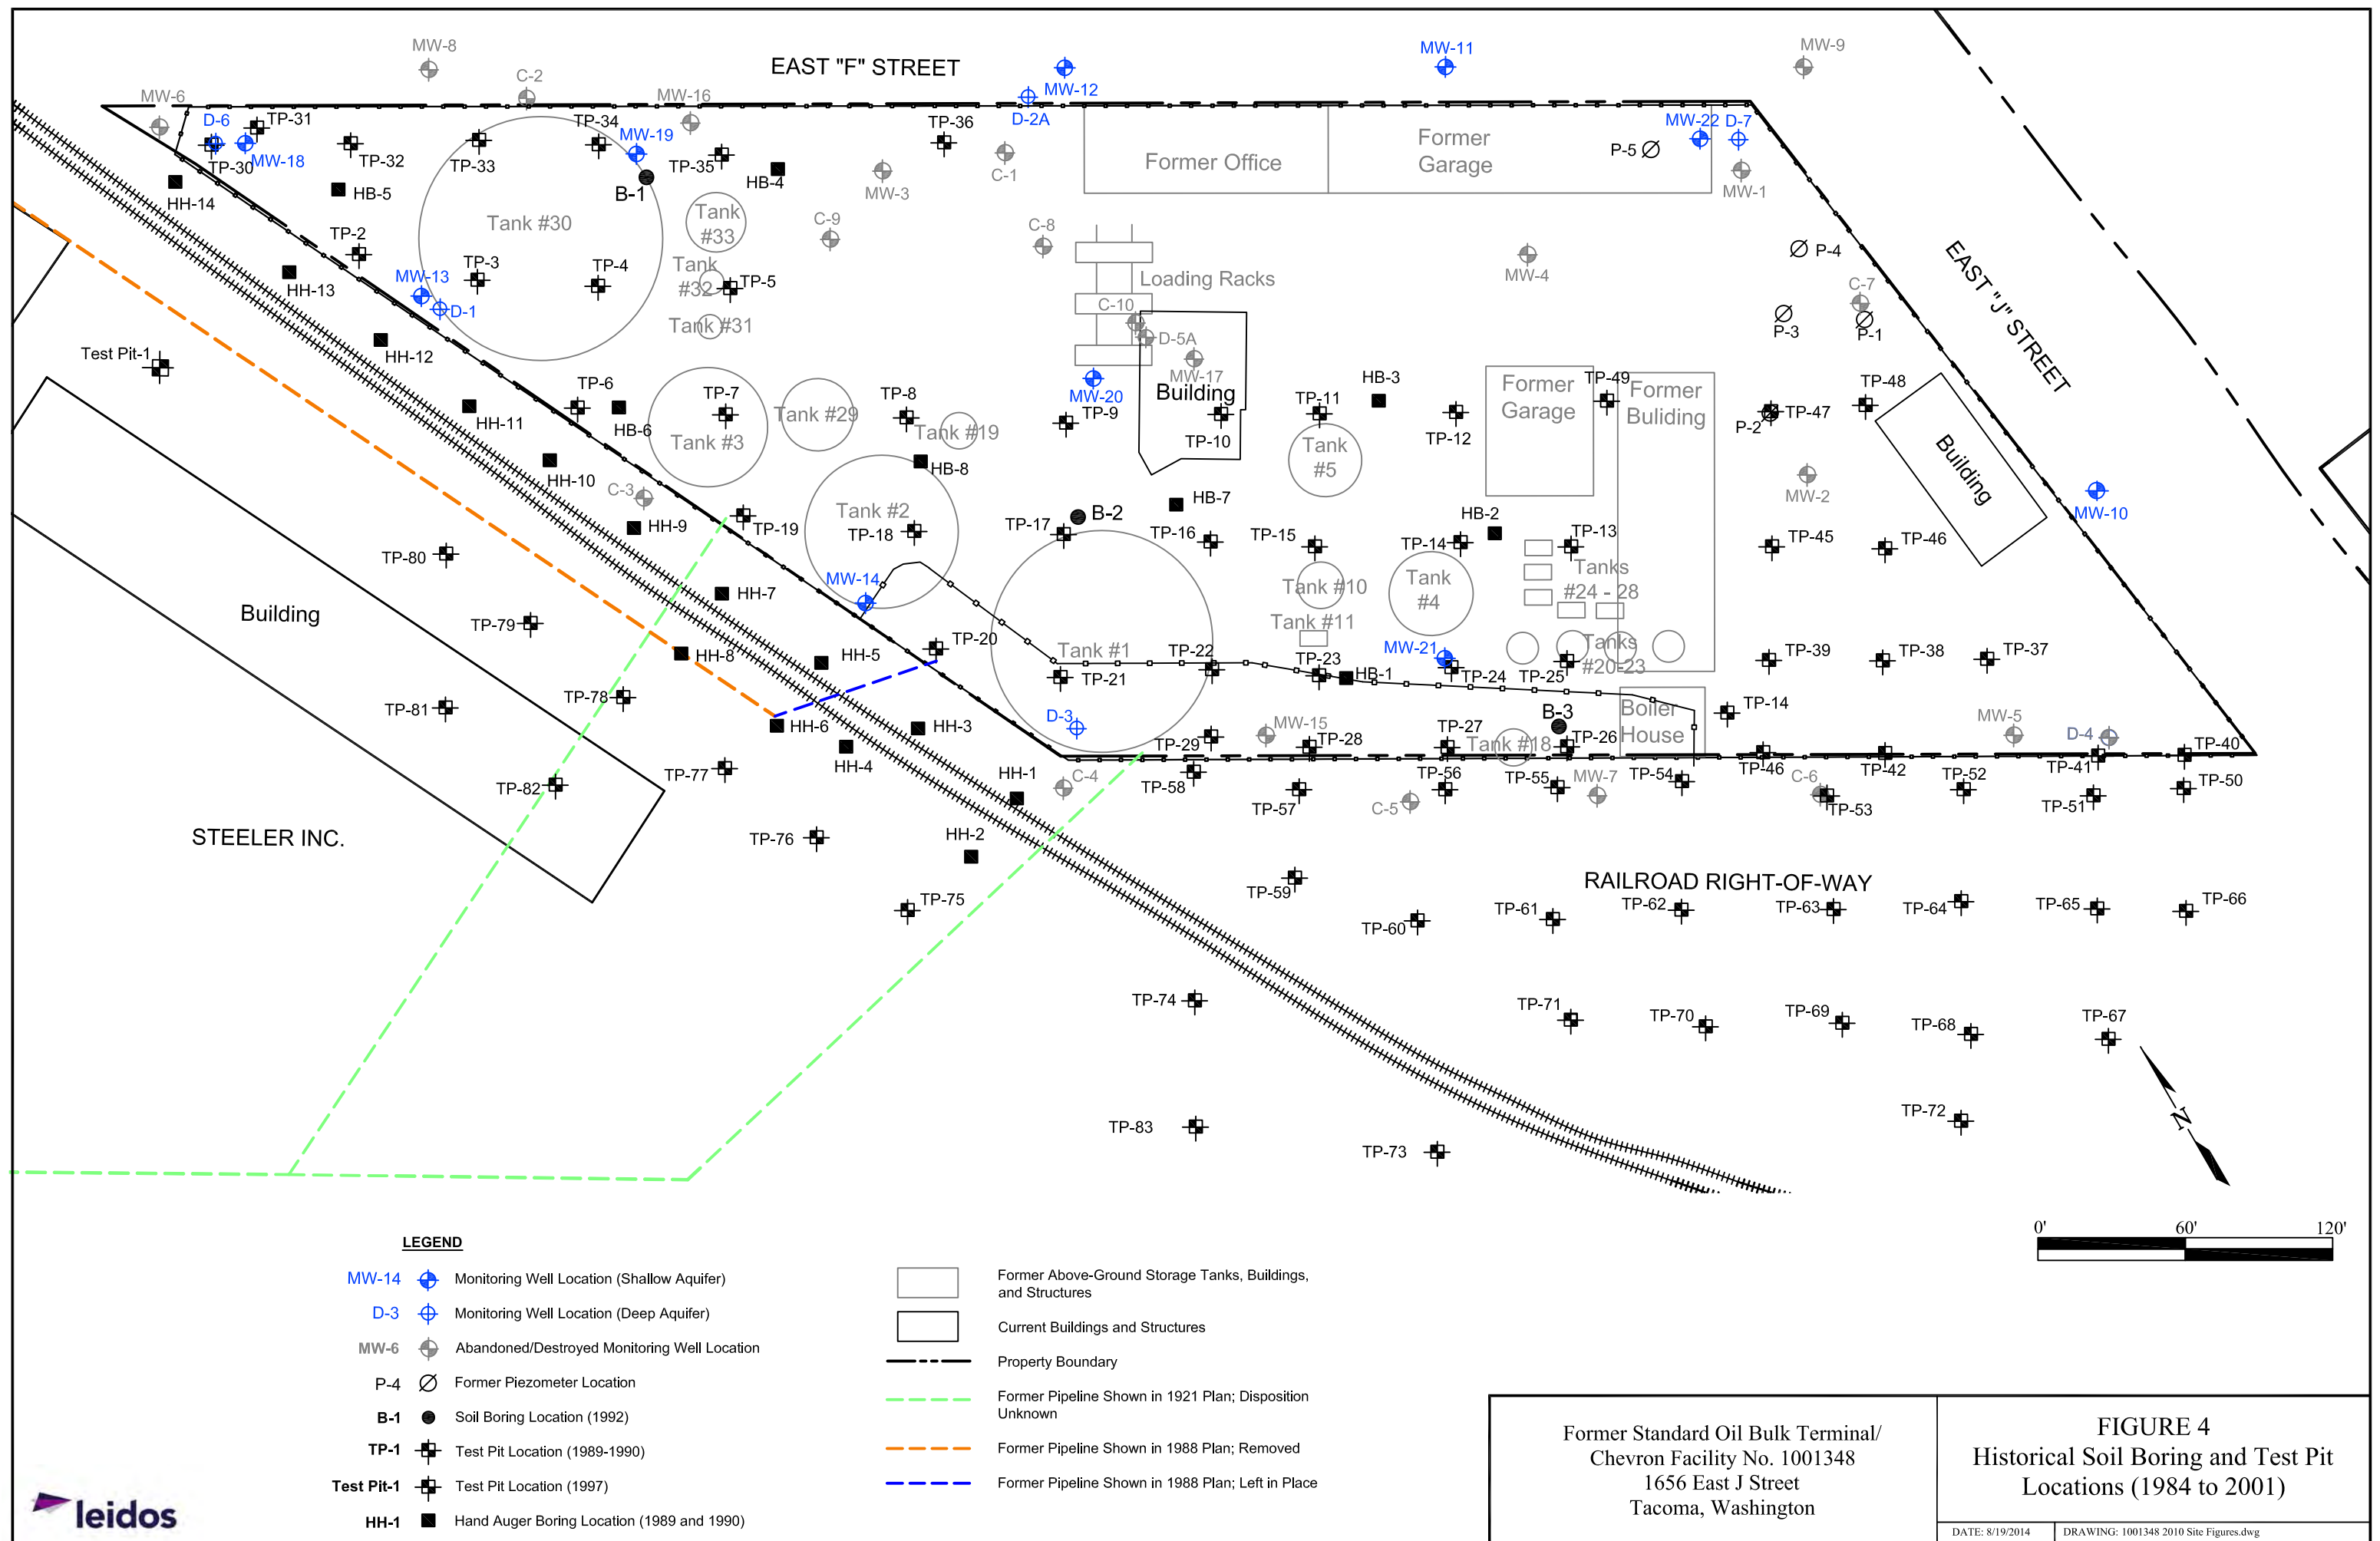 MW-8
EAST "F" STREET
MW-11
MW-9
C-2
MW-12
MW-6
MW-16
D-6
TP-31
TP-34
MW-19
TP-36
D-2A
MW-22
D-7
TP-30
MW-18
TP-32
TP-33
TP-35
HB-4
MW-3
C-1
Former Office
Former
Garage
P-5
MW-1
HH-14
HB-5
B-1
Tank #30
Tank
#33
C-9
C-8
TP-2
P-4
EAST "J" STREET
HH-13
MW-13
TP-3
TP-4
Tank
#32
TP-5
Loading Racks
MW-4
C-7
D-1
C-10
P-3
P-1
Tank #31
D-5A
HH-12
Test Pit-1
MW-17
Building
MW-20
TP-6
TP-7
TP-8
TP-11
HB-3
Former
Garage
TP-49
Former
Buliding
TP-48
HH-11
HB-6
Tank #3
Tank #29
Tank #19
TP-9
TP-10
TP-12
P-2
TP-47
Tank
#5
Building
HH-10
HB-8
C-3
MW-2
HB-7
MW-10
Tank #2
HH-9
TP-19
TP-18
TP-17
B-2
TP-16
TP-15
HB-2
TP-14
TP-13
TP-45
TP-46
TP-80
MW-14
HH-7
Tank #10
Tank
#4
Tanks
#24 - 28
Building
TP-79
Tank #11
TP-20
Tank #1
TP-22
MW-21
Tanks
#20-23
TP-39
TP-38
TP-37
HH-8
HH-5
TP-21
TP-23
HB-1
TP-24
TP-25
TP-78
TP-81
D-3
B-3
Boiler
House
TP-14
MW-5
D-4
HH-6
HH-3
TP-29
MW-15
TP-28
TP-27
Tank #18
TP-26
HH-4
TP-40
TP-77
HH-1
C-4
TP-58
TP-57
TP-56
TP-55
MW-7
TP-54
TP-46
C-6
TP-42
TP-52
TP-41
TP-50
TP-82
C-5
TP-53
TP-51
STEELER INC.
TP-76
HH-2
TP-59
RAILROAD RIGHT-OF-WAY
TP-75
TP-60
TP-61
TP-62
TP-63
TP-64
TP-65
TP-66
TP-74
TP-71
TP-70
TP-69
TP-68
TP-67
TP-83
TP-73
TP-72
N
0' 60' 120'
LEGEND
MW-14 Monitoring Well Location (Shallow Aquifer)
D-3 Monitoring Well Location (Deep Aquifer)
MW-6 Abandoned/Destroyed Monitoring Well Location
P-4 Former Piezometer Location
B-1 Soil Boring Location (1992)
TP-1 Test Pit Location (1989-1990)
Test Pit-1 Test Pit Location (1997)
HH-1 Hand Auger Boring Location (1989 and 1990)
Former Above-Ground Storage Tanks, Buildings,
and Structures
Current Buildings and Structures
Property Boundary
Former Pipeline Shown in 1921 Plan; Disposition
Unknown
Former Pipeline Shown in 1988 Plan; Removed
Former Pipeline Shown in 1988 Plan; Left in Place
leidos
Former Standard Oil Bulk Terminal/
Chevron Facility No. 1001348
1656 East J Street
Tacoma, Washington
FIGURE 4
Historical Soil Boring and Test Pit
Locations (1984 to 2001)
DATE: 8/19/2014
DRAWING: 1001348 2010 Site Figures.dwg